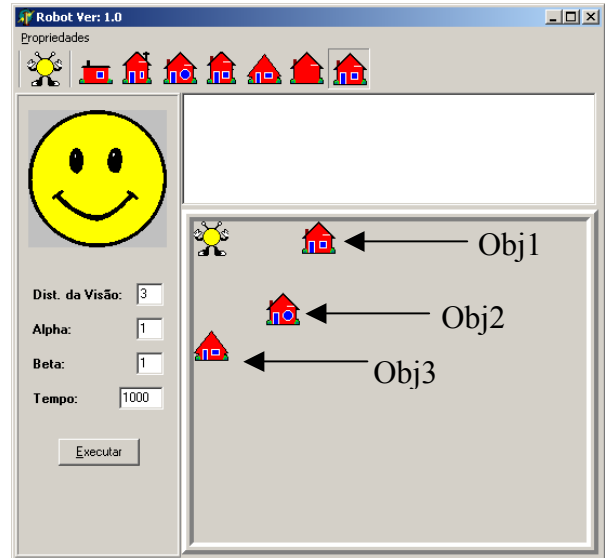 Robot Ver: 1.0
Propriedades
Obj1
Obj2
Obj3
Dist. da Visão: 3
Alpha: 1
Beta: 1
Tempo: 1000
Executar